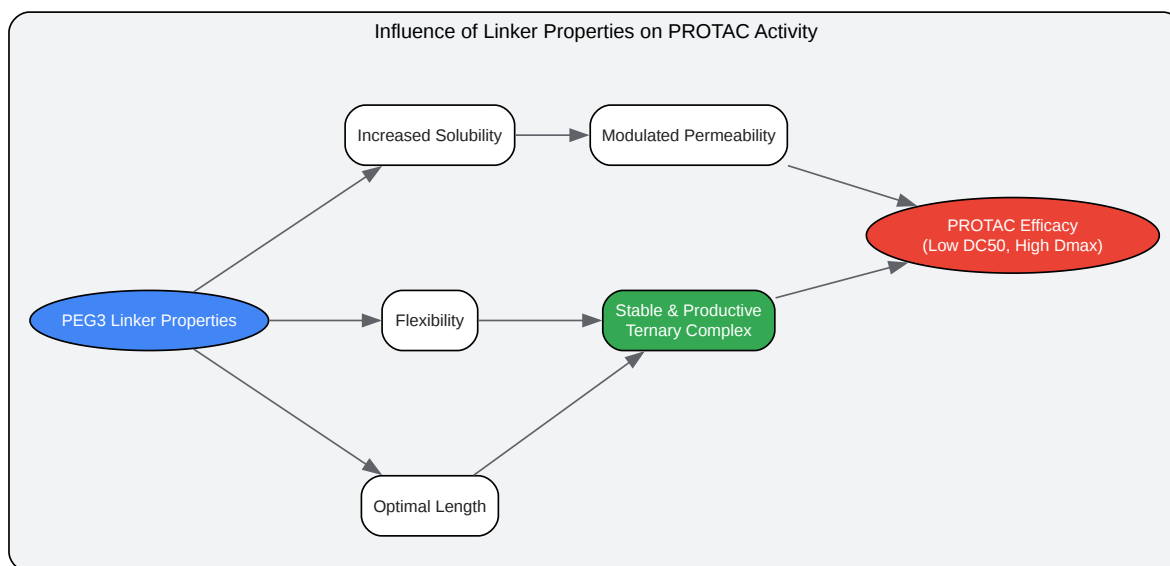 Influence of Linker Properties on PROTAC Activity
Increased Solubility
Modulated Permeability
PROTAC Efficacy
(Low DC50, High Dmax)
PEG3 Linker Properties
Flexibility
Stable & Productive
Ternary Complex
Optimal Length